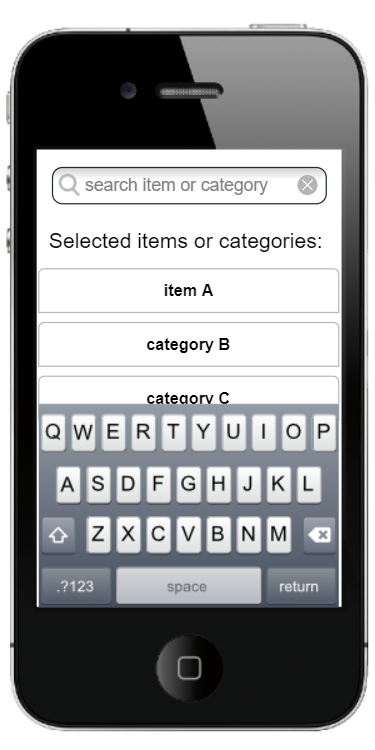 search item or category
Selected items or categories:
item A
category B
category C
Q W E R T Y U I O P
A S D F G H J K L
Z X C V B N M
.?123 space return